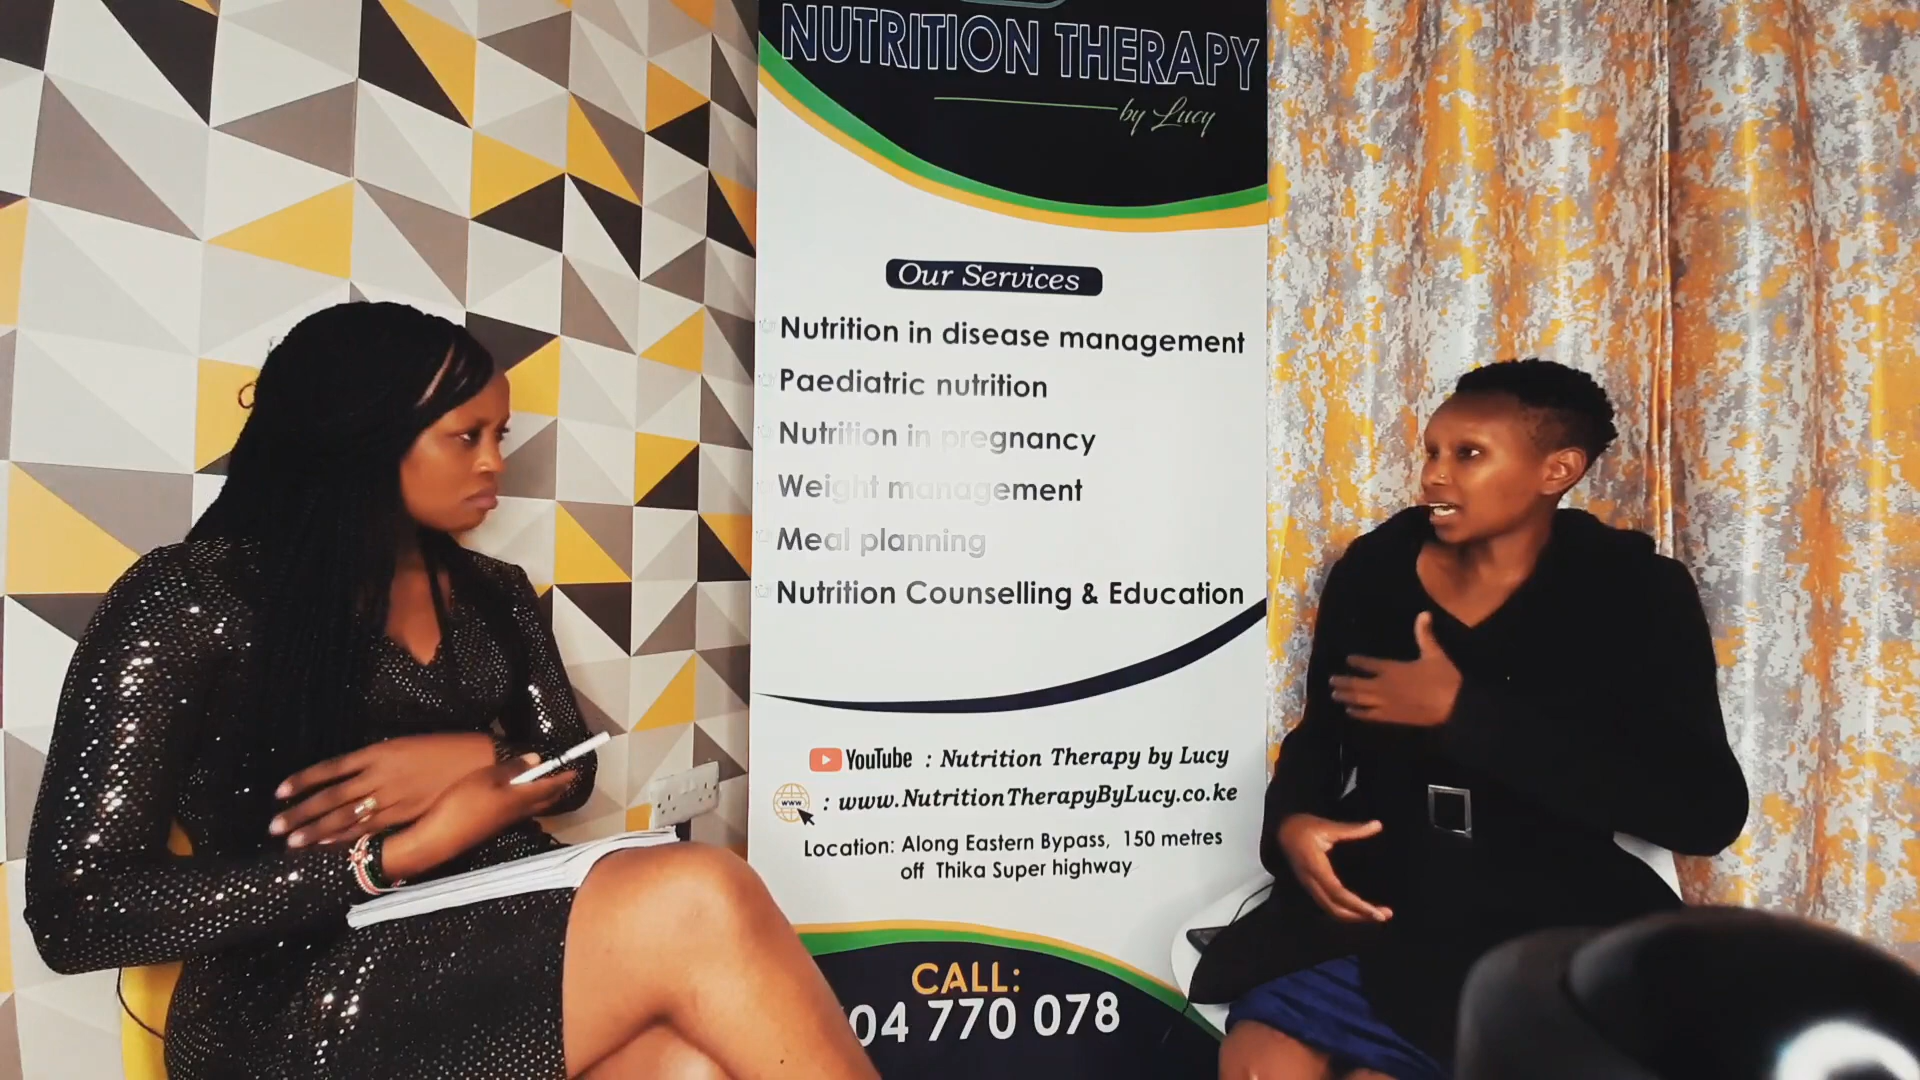 NUTRITION THERAPY
by Lucy
Our Services
Nutrition in disease management
Paediatric nutrition
Nutrition in pregnancy
Weight management
Meal planning
Nutrition Counselling & Education
YouTube : Nutrition Therapy by Lucy
www : www.NutritionTherapyByLucy.co.ke
Location: Along Eastern Bypass, 150 metres
off Thika Super highway
CALL:
04 770 078